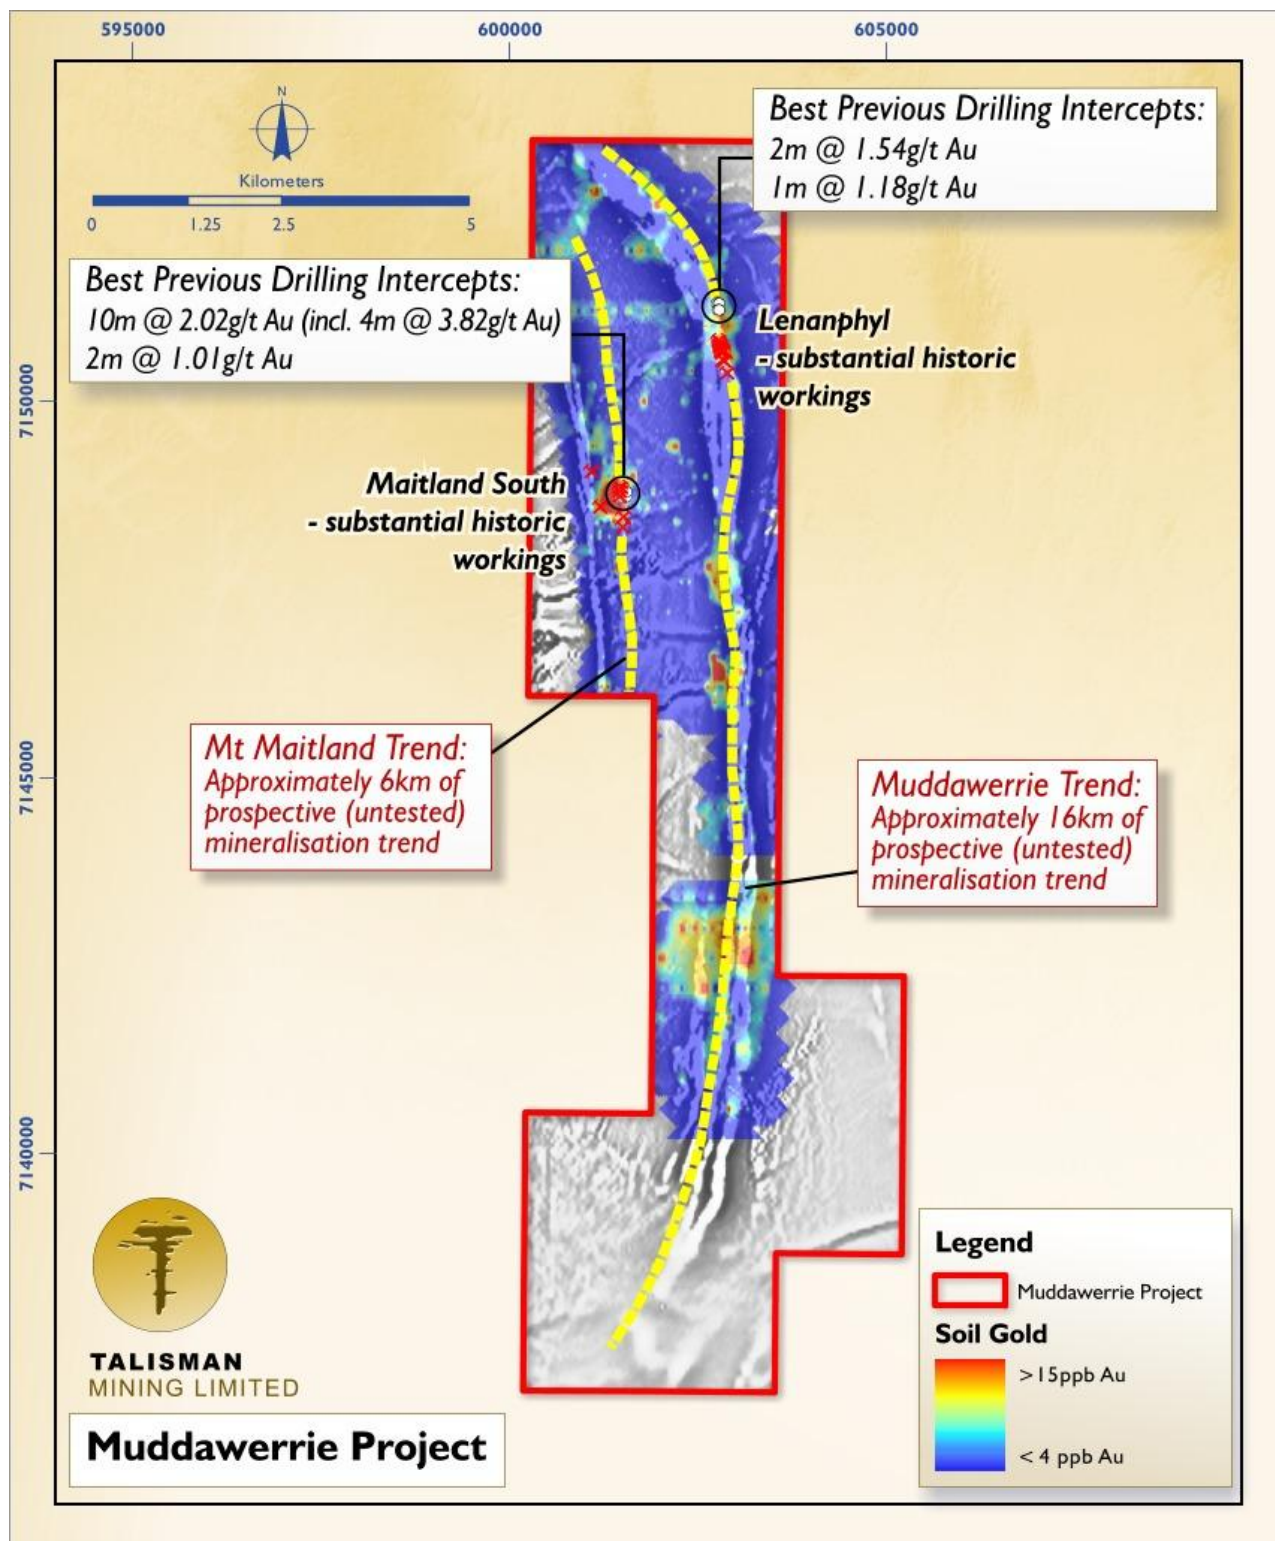 595000
600000
605000
N
Kilometers
0
1.25
2.5
5
Best Previous Drilling Intercepts:
2m @ 1.54g/t Au
1m @ 1.18g/t Au
Best Previous Drilling Intercepts:
10m @ 2.02g/t Au (incl. 4m @ 3.82g/t Au)
2m @ 1.01g/t Au
Lenanphyl
- substantial historic
workings
7150000
Maitland South
- substantial historic
workings
Mt Maitland Trend:
Approximately 6km of
prospective (untested)
mineralisation trend
7145000
Muddawerrie Trend:
Approximately 16km of
prospective (untested)
mineralisation trend
7140000
TALISMAN
MINING LIMITED
Muddawerrie Project
Legend
Muddawerrie Project
Soil Gold
>15ppb Au
< 4 ppb Au